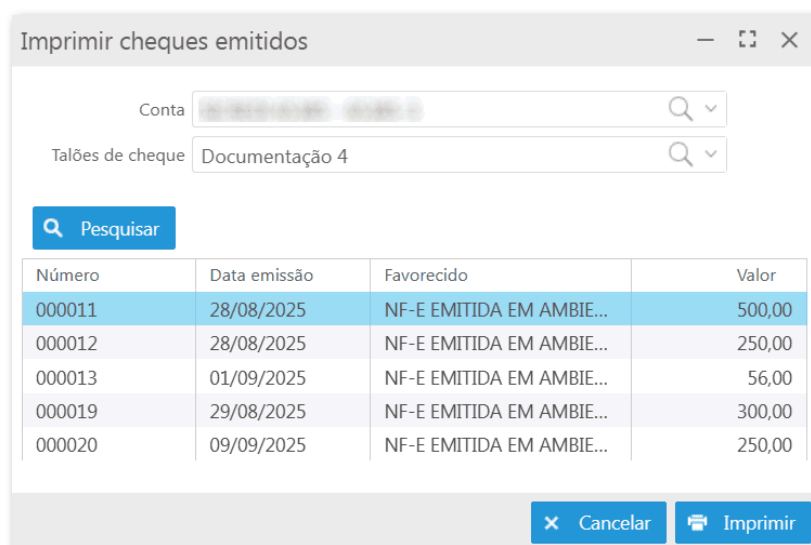 Imprimir cheques emitidos
Conta
Talões de cheque Documentação 4
Pesquisar
Número Data emissão Favorecido Valor
000011 28/08/2025 NF-E EMITIDA EM AMBIE... 500,00
000012 28/08/2025 NF-E EMITIDA EM AMBIE... 250,00
000013 01/09/2025 NF-E EMITIDA EM AMBIE... 56,00
000019 29/08/2025 NF-E EMITIDA EM AMBIE... 300,00
000020 09/09/2025 NF-E EMITIDA EM AMBIE... 250,00
Cancelar Imprimir